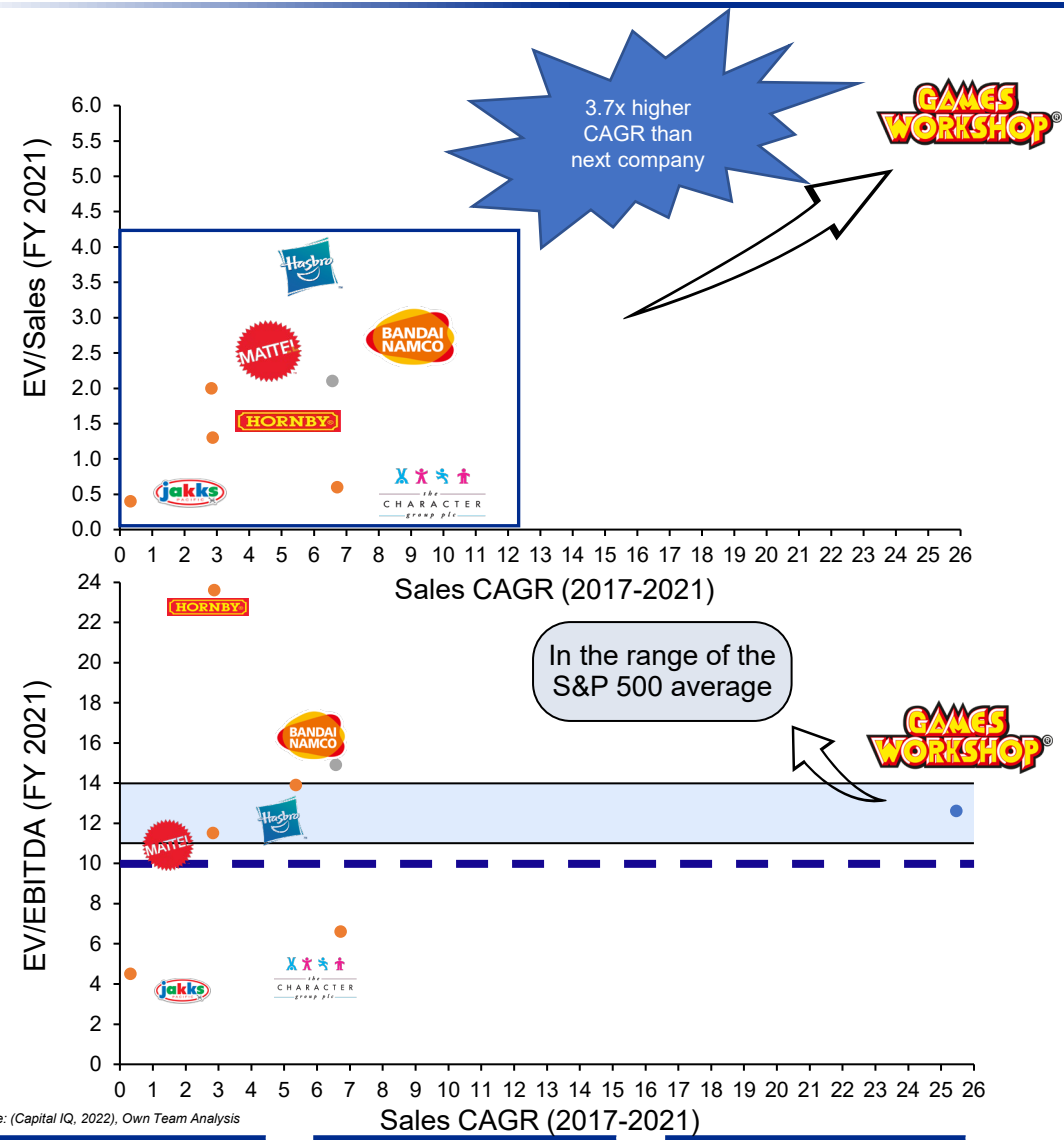 3.7x higher
CAGR than
next company
GAMES
WORKSHOP®
EV/Sales (FY 2021)
6.0
5.5
5.0
4.5
4.0
3.5
3.0
2.5
2.0
1.5
1.0
0.5
0.0
Hasbro
BANDAI
NAMCO
MATTEL
HORNBY
jakks
PACIFIC
the
CHARACTER
group plc
0 1 2 3 4 5 6 7 8 9 10 11 12 13 14 15 16 17 18 19 20 21 22 23 24 25 26
Sales CAGR (2017-2021)
EV/EBITDA (FY 2021)
24
22
20
18
16
14
12
10
8
6
4
2
0
HORNBY
In the range of the
S&P 500 average
BANDAI
NAMCO
GAMES
WORKSHOP®
Hasbro
MATTEL
the
CHARACTER
group plc
jakks
PACIFIC
0 1 2 3 4 5 6 7 8 9 10 11 12 13 14 15 16 17 18 19 20 21 22 23 24 25 26
Sales CAGR (2017-2021)
e: (Capital IQ, 2022), Own Team Analysis